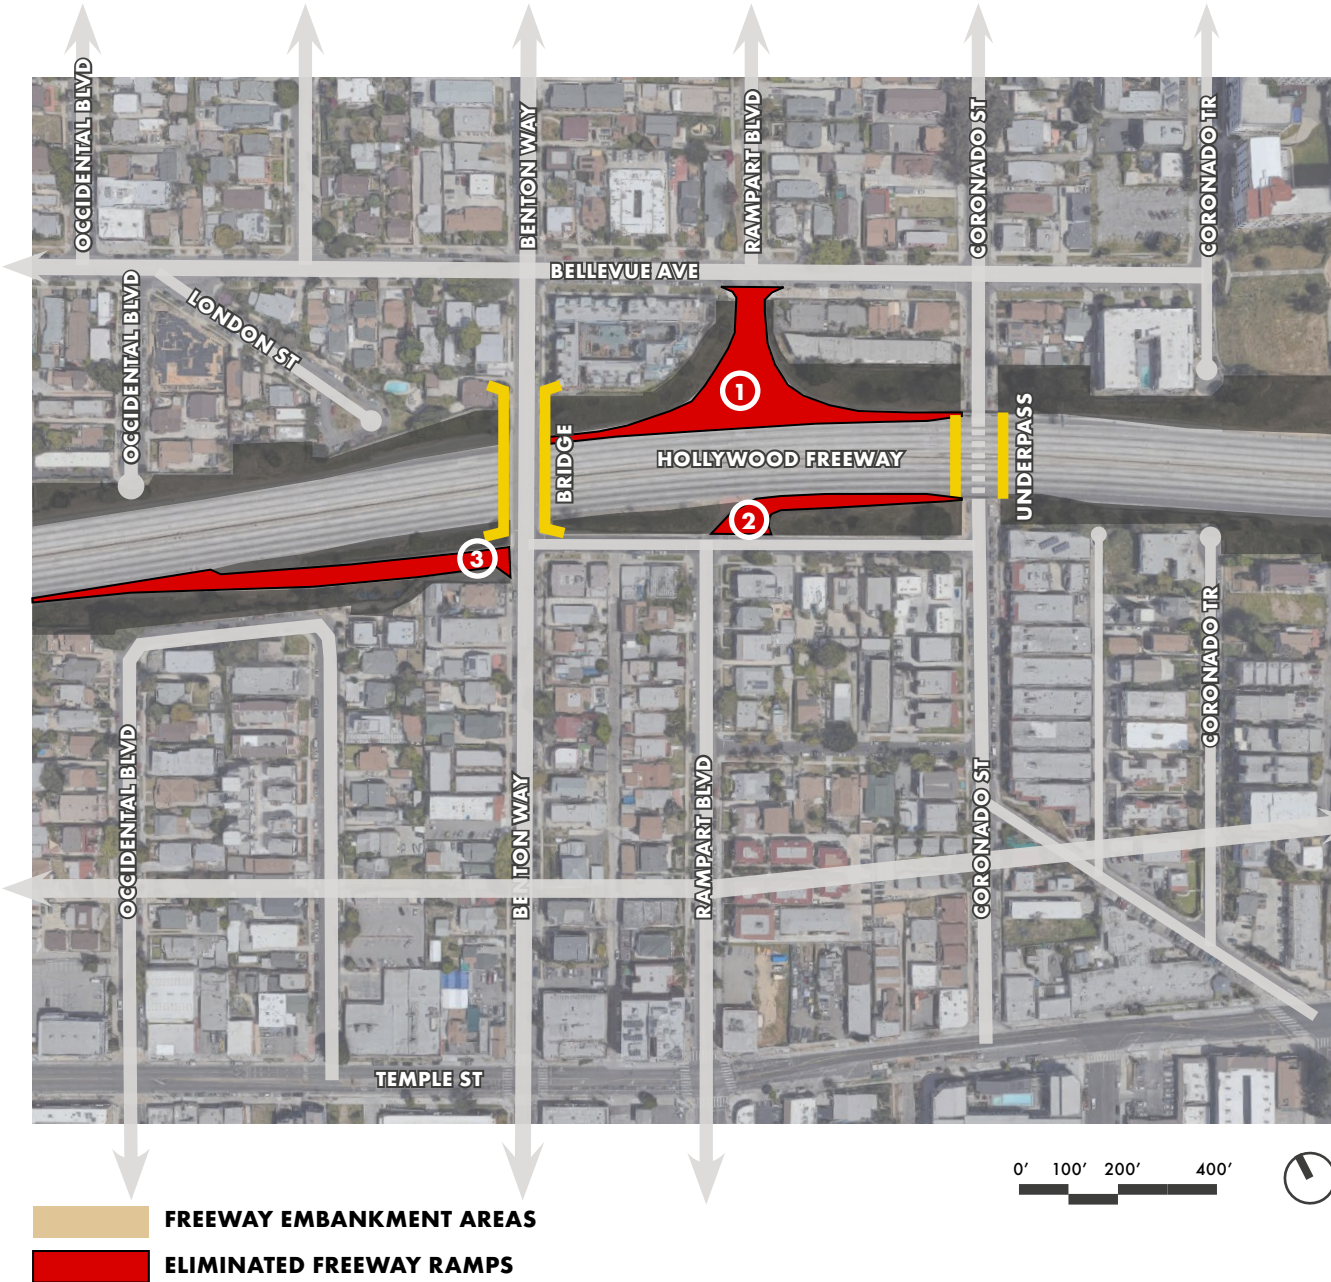 OCCIDENTAL BLVD
BENTON WAY
RAMPART BLVD
CORONADO ST
CORONADO TR
BELLEVUE AVE
OCCIDENTAL BLVD
LONDON ST
1
BRIDGE
HOLLYWOOD FREEWAY
UNDERPASS
2
3
CORONADO TR
OCCIDENTAL BLVD
BENTON WAY
RAMPART BLVD
CORONADO ST
TEMPLE ST
0' 100' 200' 400'
FREEWAY EMBANKMENT AREAS
ELIMINATED FREEWAY RAMPS